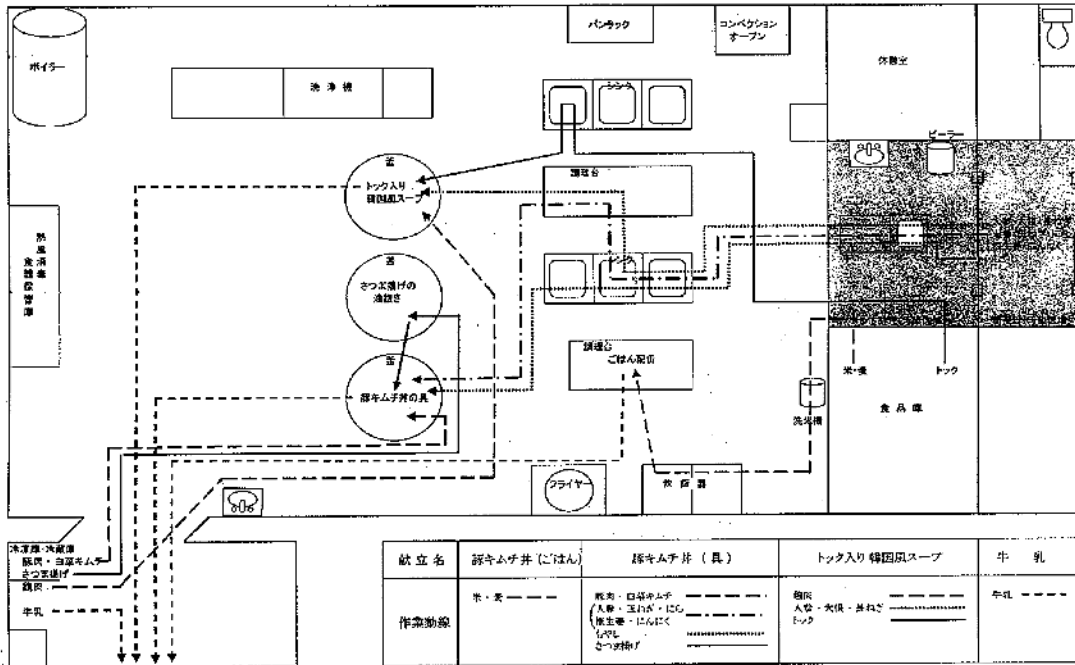 パンラック
コンベクション
オーブン
ボイラー
洗浄機
シンク
休憩室
ピーラー
釜
トック入り
韓国風スープ
調理台
熱風消毒
食器保管庫
釜
さつま揚げの
油抜き
シンク
釜
豚キムチ丼の具
調理台
ごはん配缶
米・麦
トック
食品庫
洗米機
フライヤー
炊飯器
冷凍庫・冷蔵庫
豚肉・白菜キムチ
さつま揚げ
鶏肉
牛乳
献立名
豚キムチ丼(ごはん)
豚キムチ丼(具)
トック入り韓国風スープ
牛乳
作業動線
米・麦
豚肉・白菜キムチ
人参・玉ねぎ・にら
根生姜・にんにく
もやし
さつま揚げ
鶏肉
人参・大根・長ねぎ
トック
牛乳